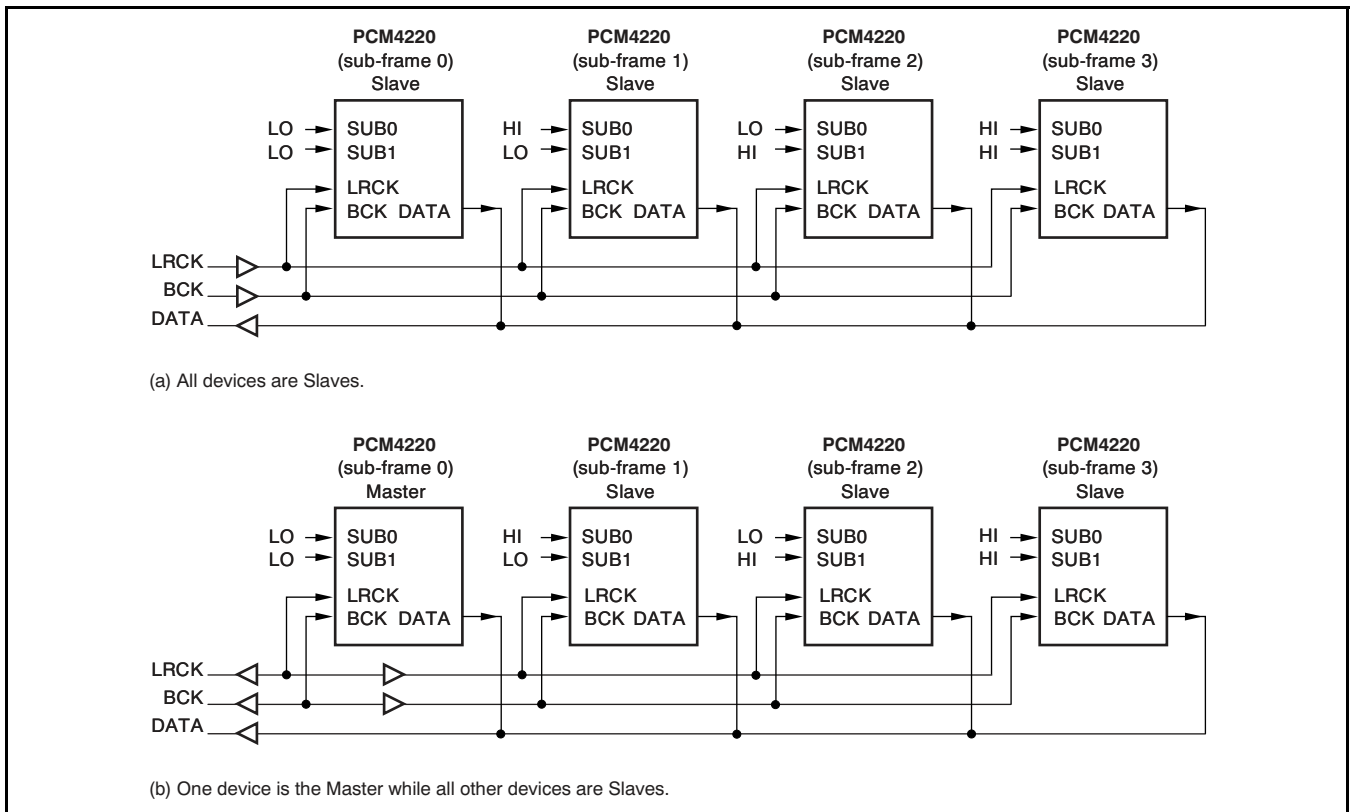 PCM4220 PCM4220 PCM4220 PCM4220
(sub-frame 0) (sub-frame 1) (sub-frame 2) (sub-frame 3)
Slave Slave Slave Slave
LO SUB0 HI SUB0 LO SUB0 HI SUB0
LO SUB1 LO SUB1 HI SUB1 HI SUB1
LRCK LRCK LRCK LRCK
BCK DATA BCK DATA BCK DATA BCK DATA
LRCK
BCK
DATA
(a) All devices are Slaves.
PCM4220 PCM4220 PCM4220 PCM4220
(sub-frame 0) (sub-frame 1) (sub-frame 2) (sub-frame 3)
Master Slave Slave Slave
LO SUB0 HI SUB0 LO SUB0 HI SUB0
LO SUB1 LO SUB1 HI SUB1 HI SUB1
LRCK LRCK LRCK LRCK
BCK DATA BCK DATA BCK DATA BCK DATA
LRCK
BCK
DATA
(b) One device is the Master while all other devices are Slaves.